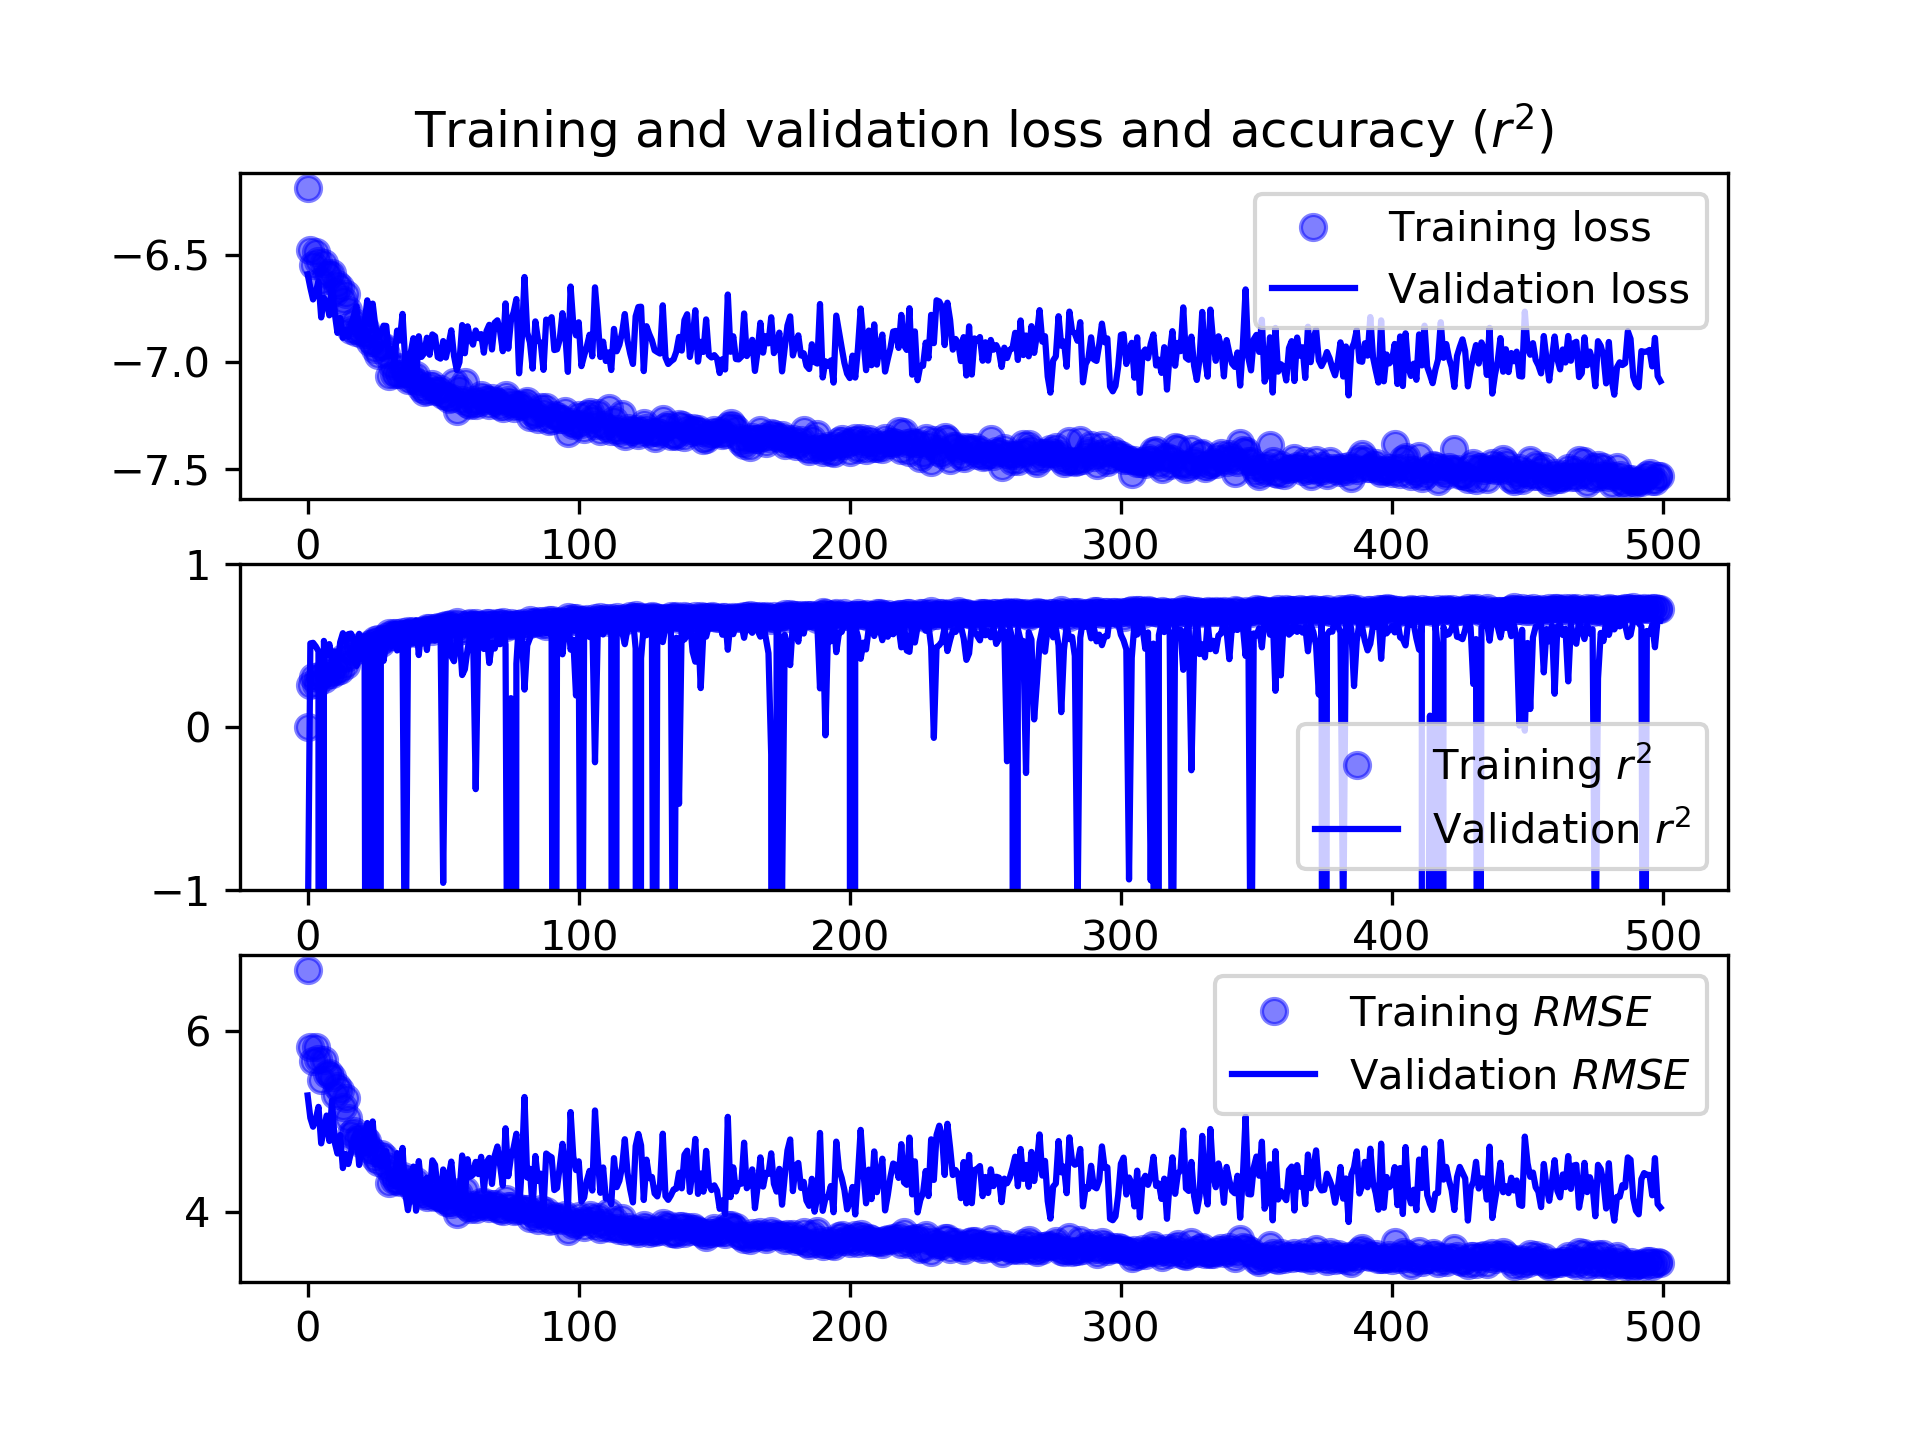 Training and validation loss and accuracy (r²)
Training loss
Validation loss
−6.5
−7.0
−7.5
0 100 200 300 400 500
Training r²
Validation r²
1
0
−1
0 100 200 300 400 500
Training RMSE
Validation RMSE
6
4
0 100 200 300 400 500